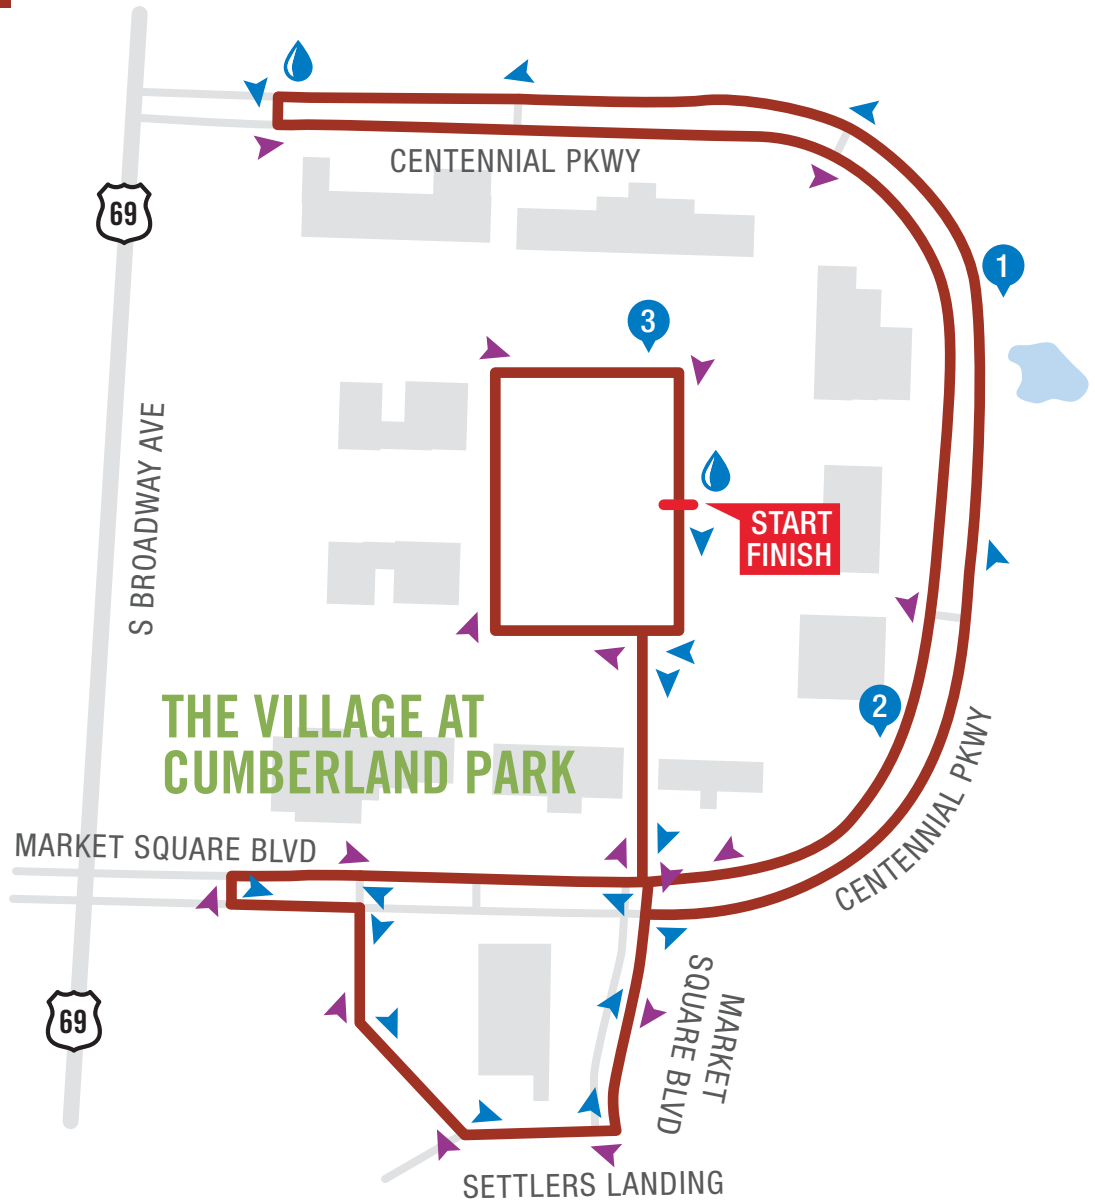 CENTENNIAL PKWY
69
1
3
S BROADWAY AVE
START
FINISH
THE VILLAGE AT
CUMBERLAND PARK
2
CENTENNIAL PKWY
MARKET SQUARE BLVD
MARKET
SQUARE BLVD
69
SETTLERS LANDING